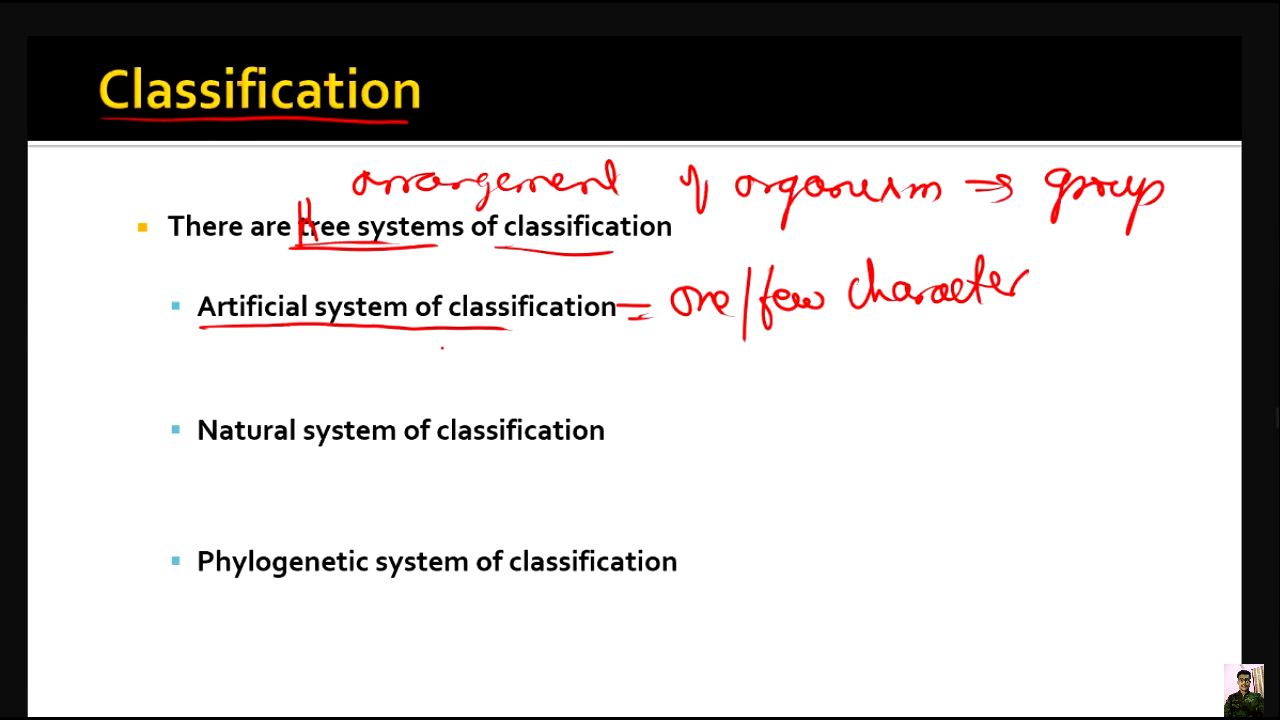 Classification
arrangement of organism ⇒ group
There are tree systems of classification
Artificial system of classification = one/few character
Natural system of classification
Phylogenetic system of classification